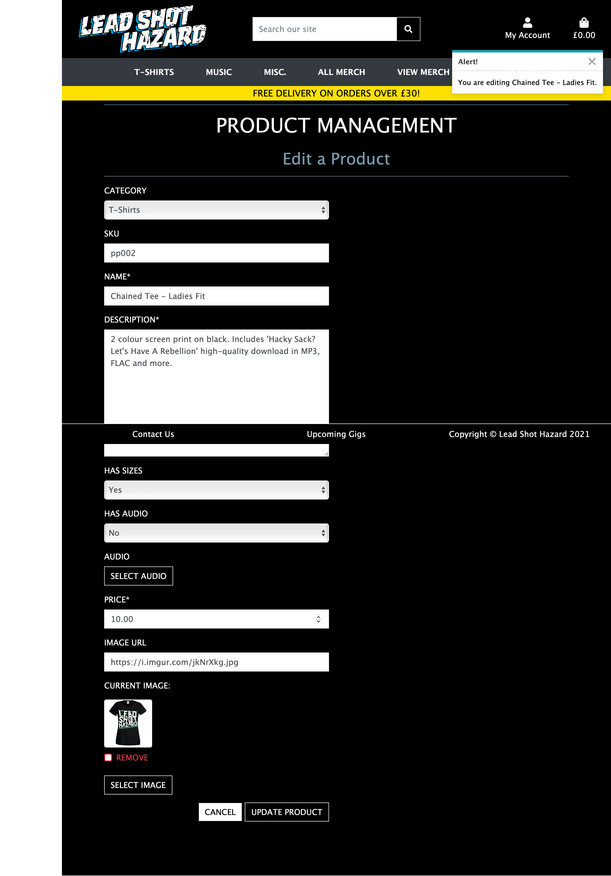 LEAD SHOT
HAZARD
Search our site
My Account
£0.00
T-SHIRTS
MUSIC
MISC.
ALL MERCH
VIEW MERCH
Alert!
You are editing Chained Tee - Ladies Fit.
FREE DELIVERY ON ORDERS OVER £30!
PRODUCT MANAGEMENT
Edit a Product
CATEGORY
T-Shirts
SKU
pp002
NAME*
Chained Tee - Ladies Fit
DESCRIPTION*
2 colour screen print on black. Includes 'Hacky Sack?
Let's Have A Rebellion' high-quality download in MP3,
FLAC and more.
Contact Us
Upcoming Gigs
Copyright © Lead Shot Hazard 2021
HAS SIZES
Yes
HAS AUDIO
No
AUDIO
SELECT AUDIO
PRICE*
10.00
IMAGE URL
https://i.imgur.com/jkNrXkg.jpg
CURRENT IMAGE:
LEAD
SHOT
HAZARD
REMOVE
SELECT IMAGE
CANCEL
UPDATE PRODUCT